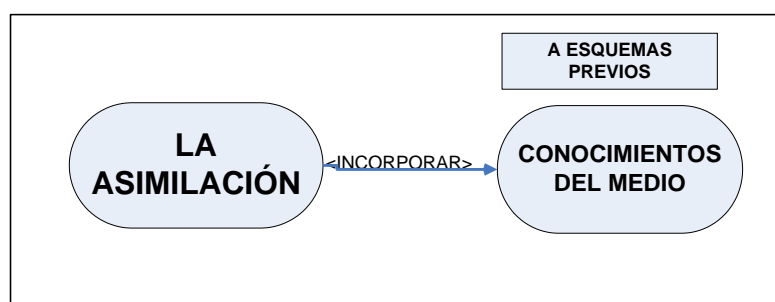 A ESQUEMAS
PREVIOS
LA
ASIMILACIÓN
<INCORPORAR>
CONOCIMIENTOS
DEL MEDIO